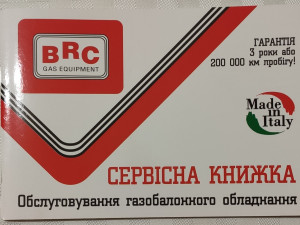 BRC
GAS EQUIPMENT
ГАРАНТІЯ
3 роки або
200 000 км пробігу!
Made
in
Italy
СЕРВІСНА КНИЖКА
Обслуговування газобалонного обладнання